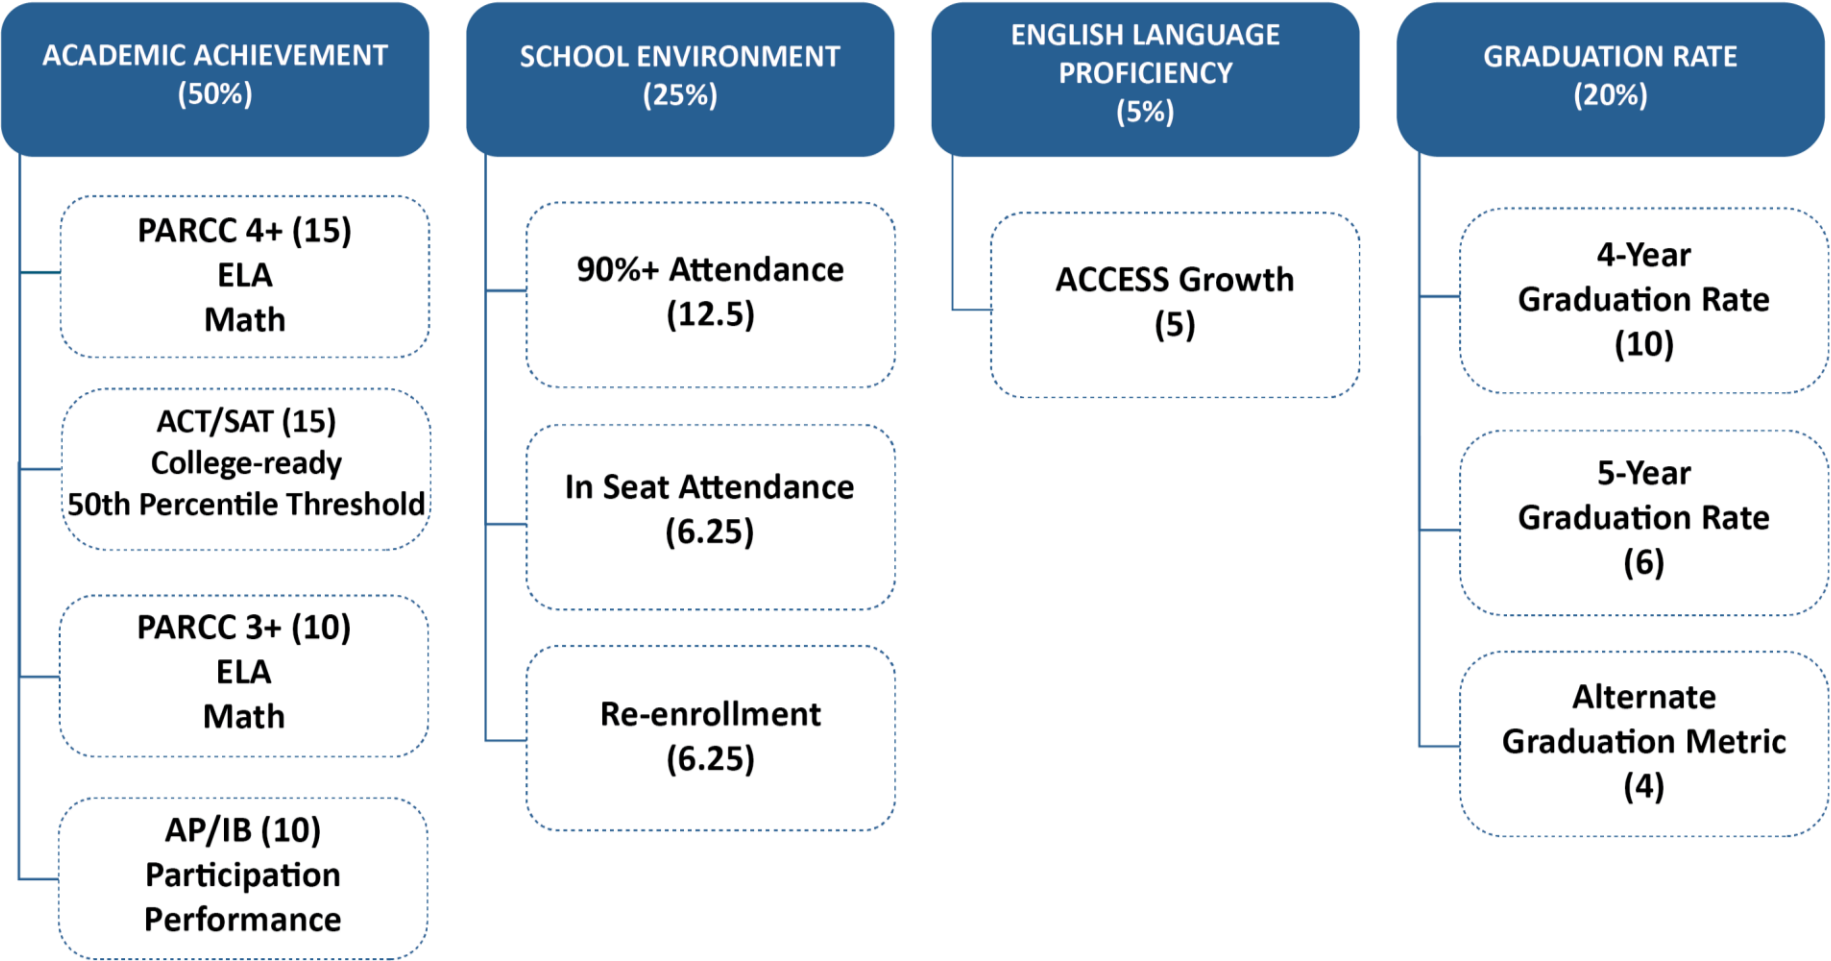 ACADEMIC ACHIEVEMENT
(50%)
PARCC 4+ (15)
ELA
Math
ACT/SAT (15)
College-ready
50th Percentile Threshold
PARCC 3+ (10)
ELA
Math
AP/IB (10)
Participation
Performance
SCHOOL ENVIRONMENT
(25%)
90%+ Attendance
(12.5)
In Seat Attendance
(6.25)
Re-enrollment
(6.25)
ENGLISH LANGUAGE
PROFICIENCY
(5%)
ACCESS Growth
(5)
GRADUATION RATE
(20%)
4-Year
Graduation Rate
(10)
5-Year
Graduation Rate
(6)
Alternate
Graduation Metric
(4)